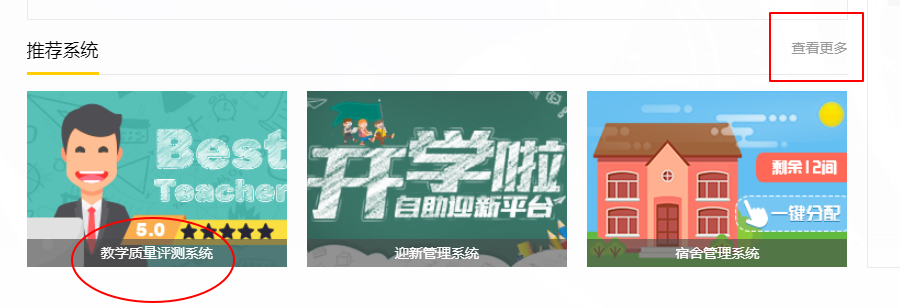 推荐系统
查看更多
Best
Teacher
5.0
教学质量评测系统
开学啦
自助迎新平台
迎新管理系统
剩余12间
一键分配
宿舍管理系统